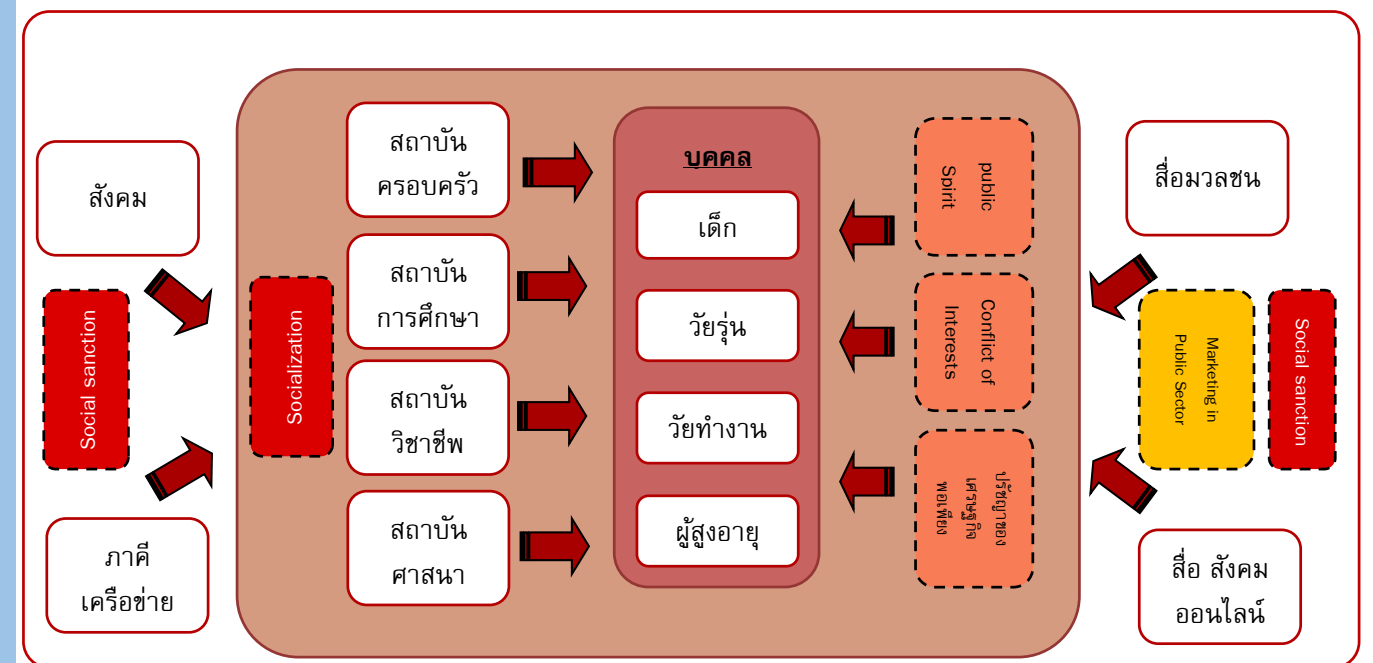 สังคม
Social sanction
ภาคี
เครือข่าย
Socialization
สถาบัน
ครอบครัว
สถาบัน
การศึกษา
สถาบัน
วิชาชีพ
สถาบัน
ศาสนา
บุคคล
เด็ก
วัยรุ่น
วัยทำงาน
ผู้สูงอายุ
public
Spirit
Conflict of
Interests
ปรัชญาของ
เศรษฐกิจ
พอเพียง
สื่อมวลชน
Marketing in
Public Sector
Social sanction
สื่อ สังคม
ออนไลน์